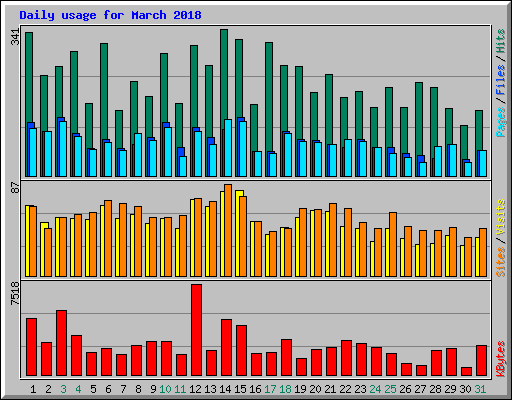 Daily usage for March 2018
341
Pages / Files / Hits
87
Sites / Visits
7518
KBytes
1 2 3 4 5 6 7 8 9 10 11 12 13 14 15 16 17 18 19 20 21 22 23 24 25 26 27 28 29 30 31